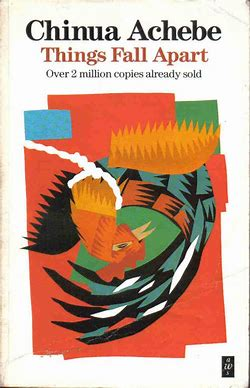 Chinua Achebe
Things Fall Apart
Over 2 million copies already sold
a
w
s